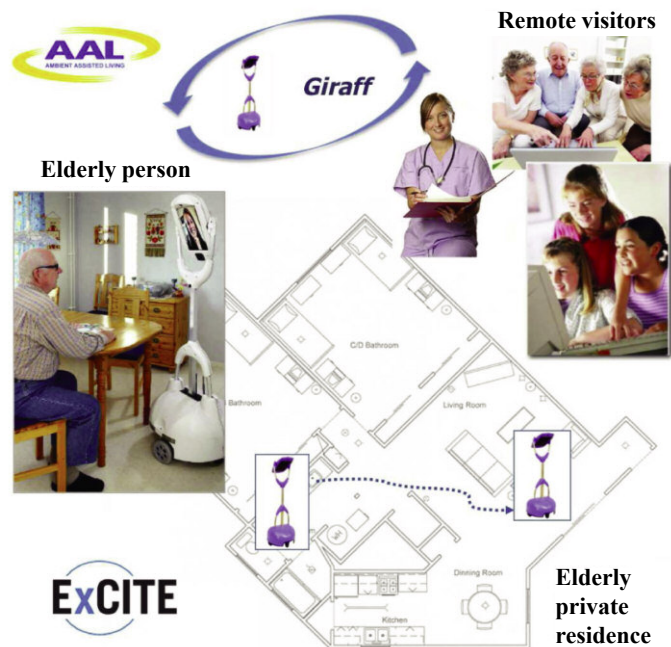 Remote visitors
AAL
AMBIENT ASSISTED LIVING
Giraff
Elderly person
C/D Bathroom
Bathroom
Living Room
Dinning Room
Kitchen
ExCITE
Elderly
private
residence